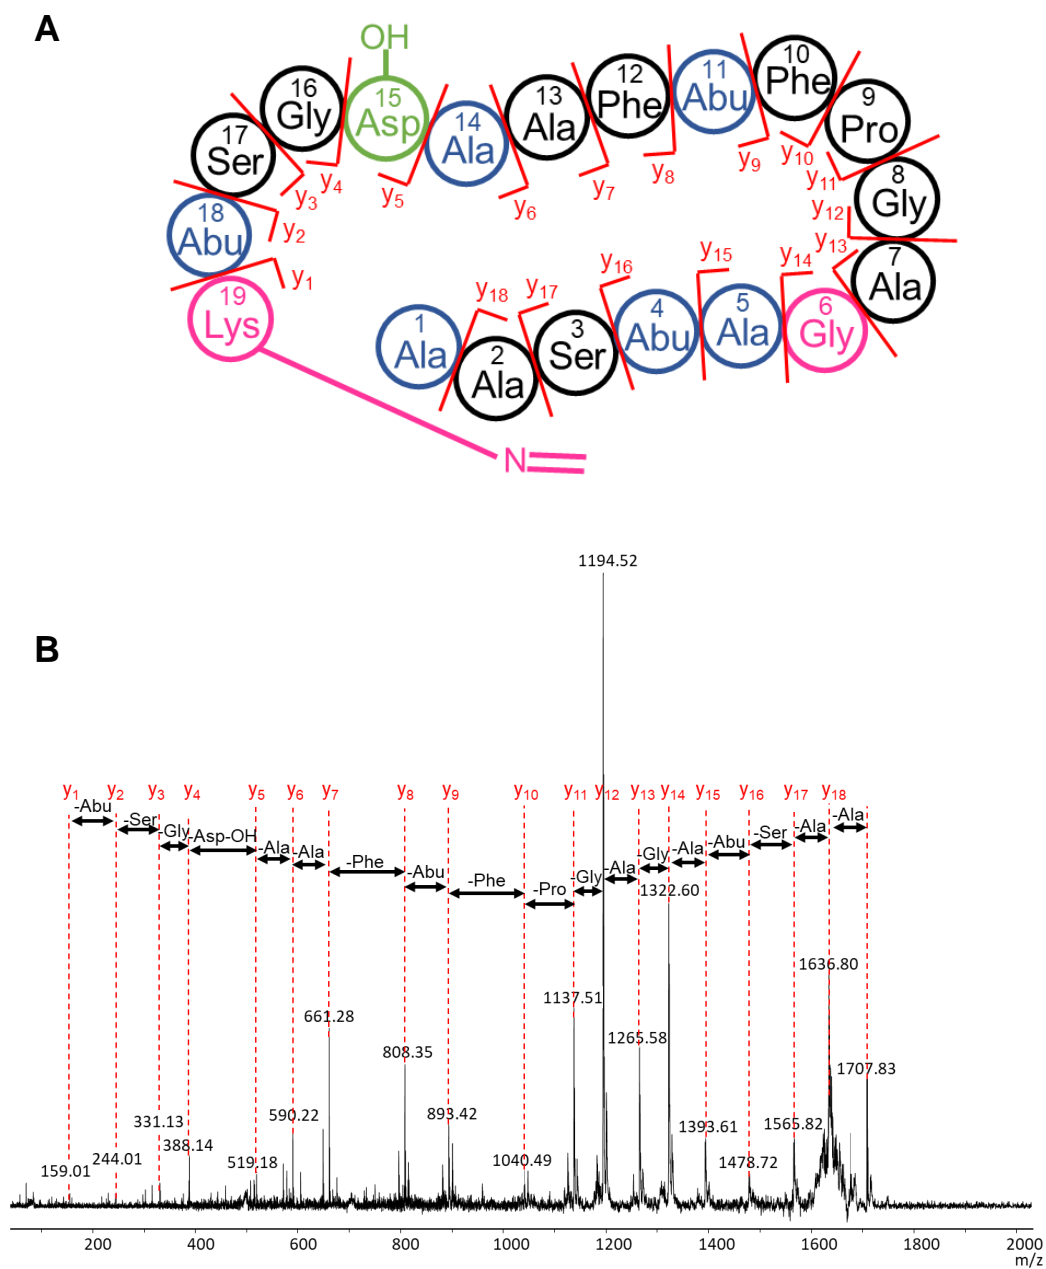 A
OH
16
Gly
15
Asp
14
Ala
13
Ala
12
Phe
11
Abu
10
Phe
9
Pro
8
Gly
7
Ala
17
Ser
18
Abu
19
Lys
1
Ala
2
Ala
3
Ser
4
Abu
5
Ala
6
Gly
y4
y3
y2
y1
y5
y6
y7
y8
y9
y10
y11
y12
y13
y14
y15
y16
y17
y18
N
B
1194.52
y1 y2 y3 y4 y5 y6 y7 y8 y9 y10 y11 y12 y13 y14 y15 y16 y17 y18
-Abu -Ser -Gly -Asp-OH -Ala -Ala -Phe -Abu -Phe -Pro -Gly -Ala -Gly -Ala -Abu -Ser -Ala -Ala
1322.60
1636.80
1137.51
661.28
1265.58
808.35
1707.83
590.22
893.42
1565.82
331.13
1393.61
388.14
244.01
159.01
519.18
1040.49
1478.72
200 400 600 800 1000 1200 1400 1600 1800 2000
m/z